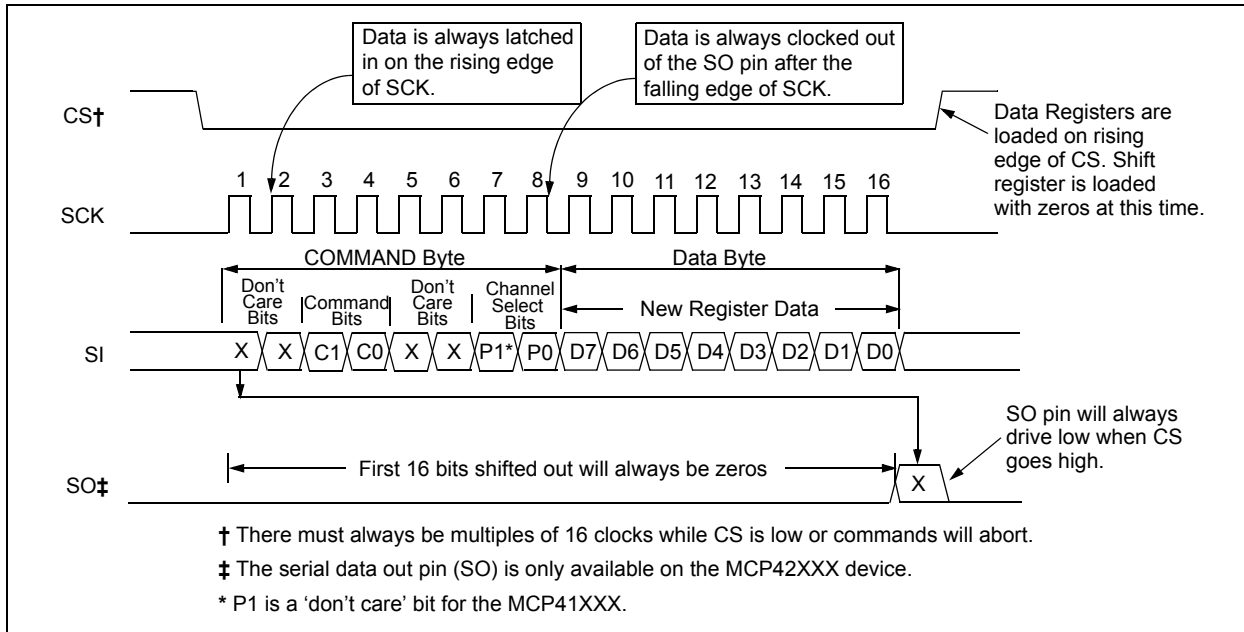 Data is always latched
in on the rising edge
of SCK.
Data is always clocked out
of the SO pin after the
falling edge of SCK.
CS†
Data Registers are
loaded on rising
edge of CS. Shift
register is loaded
with zeros at this time.
1 2 3 4 5 6 7 8 9 10 11 12 13 14 15 16
SCK
COMMAND Byte Data Byte
Don't
Care
Bits
Command
Bits
Don't
Care
Bits
Channel
Select
Bits
New Register Data
SI X X C1 C0 X X P1* P0 D7 D6 D5 D4 D3 D2 D1 D0
SO pin will always
drive low when CS
goes high.
First 16 bits shifted out will always be zeros
SO‡ X
† There must always be multiples of 16 clocks while CS is low or commands will abort.
‡ The serial data out pin (SO) is only available on the MCP42XXX device.
* P1 is a 'don't care' bit for the MCP41XXX.